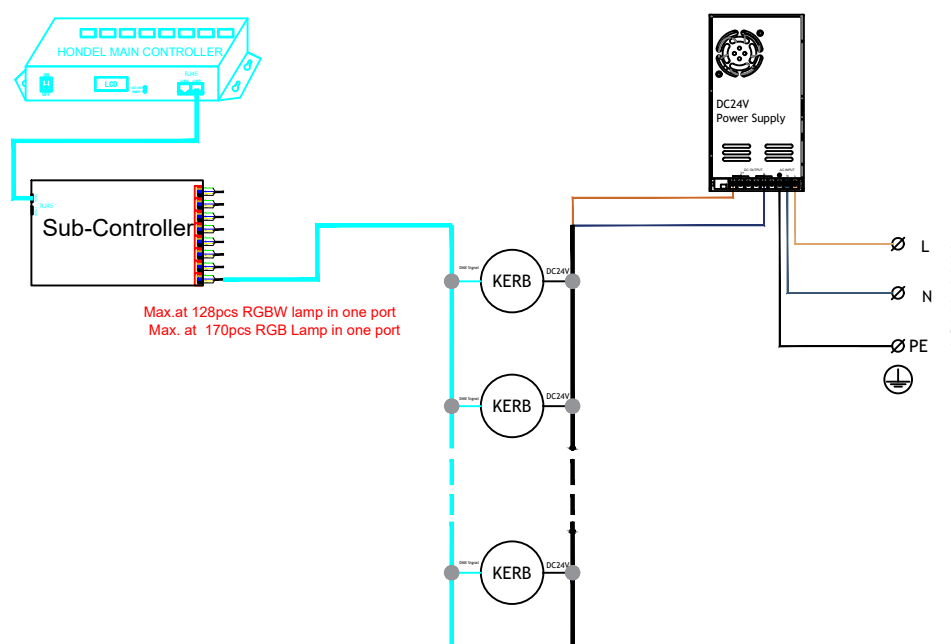 HONDEL MAIN CONTROLLER
RJ45
LCD
RJ45
Sub-Controller
Max.at 128pcs RGBW lamp in one port
Max. at 170pcs RGB Lamp in one port
DC24V
Power Supply
DC OUTPUT
AC INPUT
L
N
PE
DMX Signal
KERB
DC24V
DMX Signal
KERB
DC24V
DMX Signal
KERB
DC24V